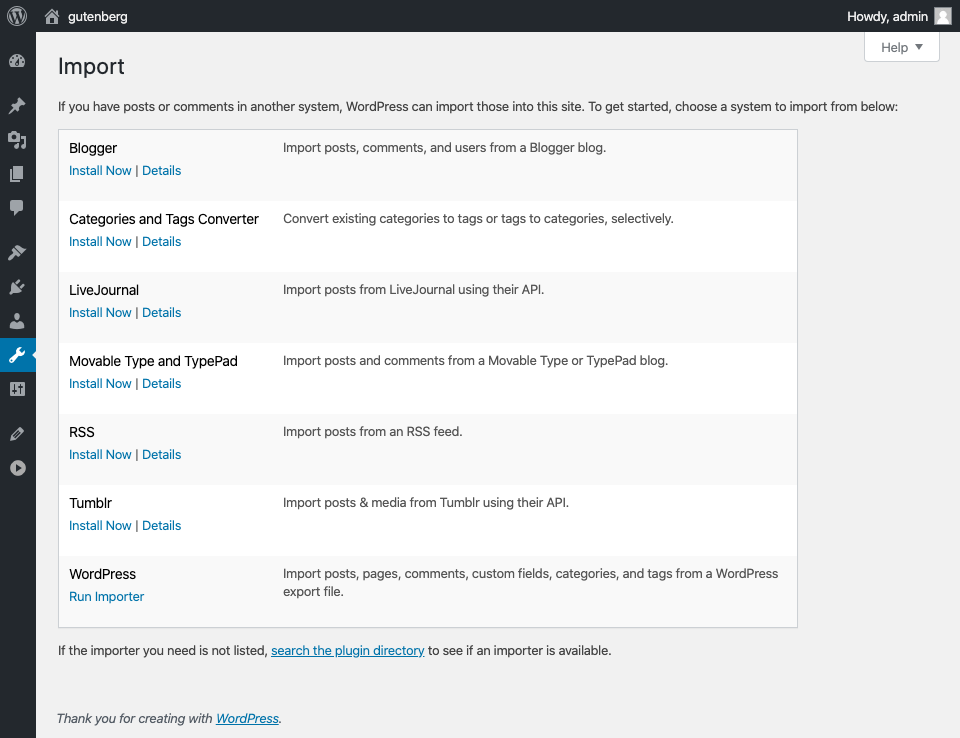 gutenberg
Howdy, admin
Help
Import
If you have posts or comments in another system, WordPress can import those into this site. To get started, choose a system to import from below:
Blogger
Import posts, comments, and users from a Blogger blog.
Install Now | Details
Categories and Tags Converter
Convert existing categories to tags or tags to categories, selectively.
Install Now | Details
LiveJournal
Import posts from LiveJournal using their API.
Install Now | Details
Movable Type and TypePad
Import posts and comments from a Movable Type or TypePad blog.
Install Now | Details
RSS
Import posts from an RSS feed.
Install Now | Details
Tumblr
Import posts & media from Tumblr using their API.
Install Now | Details
WordPress
Import posts, pages, comments, custom fields, categories, and tags from a WordPress
export file.
Run Importer
If the importer you need is not listed, search the plugin directory to see if an importer is available.
Thank you for creating with WordPress.